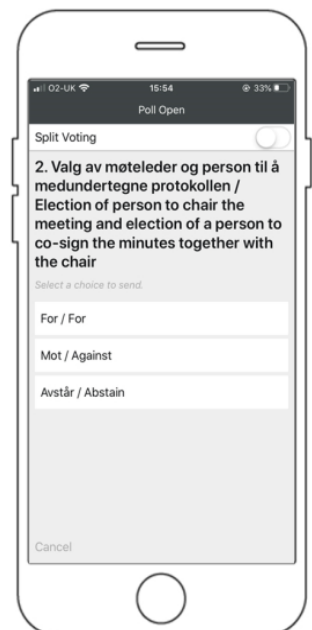 O2-UK 15:54 33%
Poll Open
Split Voting
2. Valg av møteleder og person til å
medundertegne protokollen /
Election of person to chair the
meeting and election of a person to
co-sign the minutes together with
the chair
Select a choice to send.
For / For
Mot / Against
Avstår / Abstain
Cancel